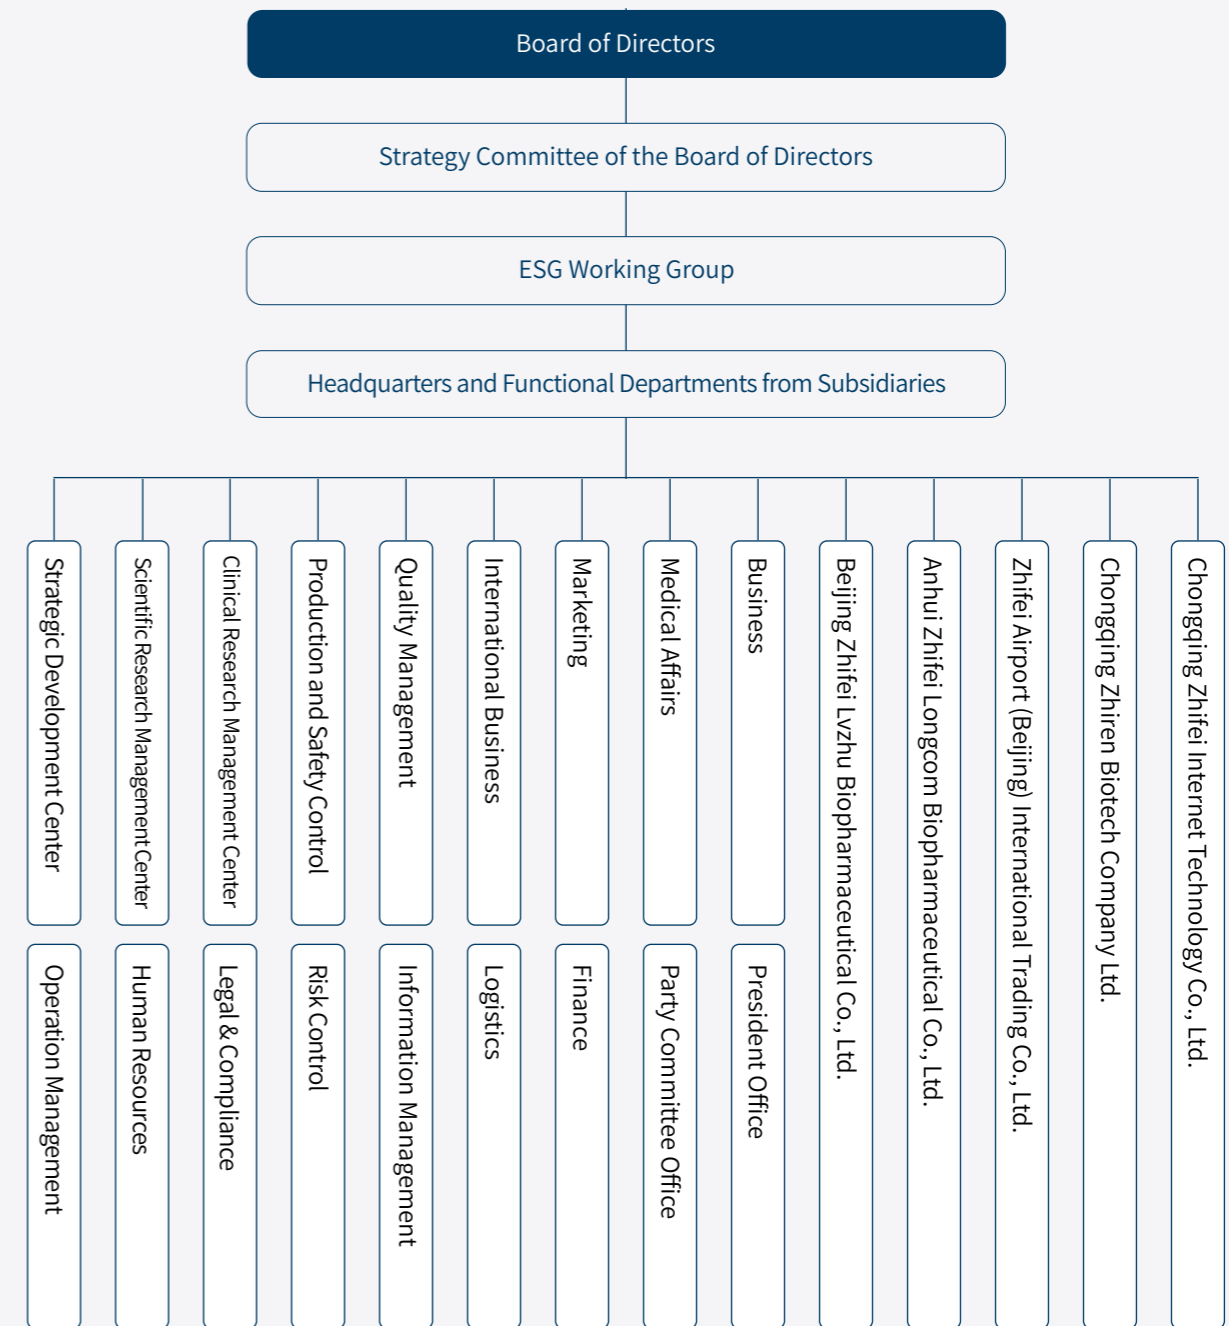 Board of Directors
Strategy Committee of the Board of Directors
ESG Working Group
Headquarters and Functional Departments from Subsidiaries
Strategic Development Center
Scientific Research Management Center
Clinical Research Management Center
Production and Safety Control
Quality Management
International Business
Marketing
Medical Affairs
Business
Beijing Zhifei Lvzhu Biopharmaceutical Co., Ltd.
Anhui Zhifei Longcom Biopharmaceutical Co., Ltd.
Zhifei Airport (Beijing) International Trading Co., Ltd.
Chongqing Zhiren Biotech Company Ltd.
Chongqing Zhifei Internet Technology Co., Ltd.
Operation Management
Human Resources
Legal & Compliance
Risk Control
Information Management
Logistics
Finance
Party Committee Office
President Office